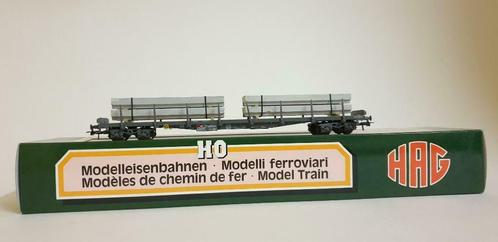 HO
Modelleisenbahnen · Modelli ferroviari
Modèles de chemin de fer · Model Train
HAG